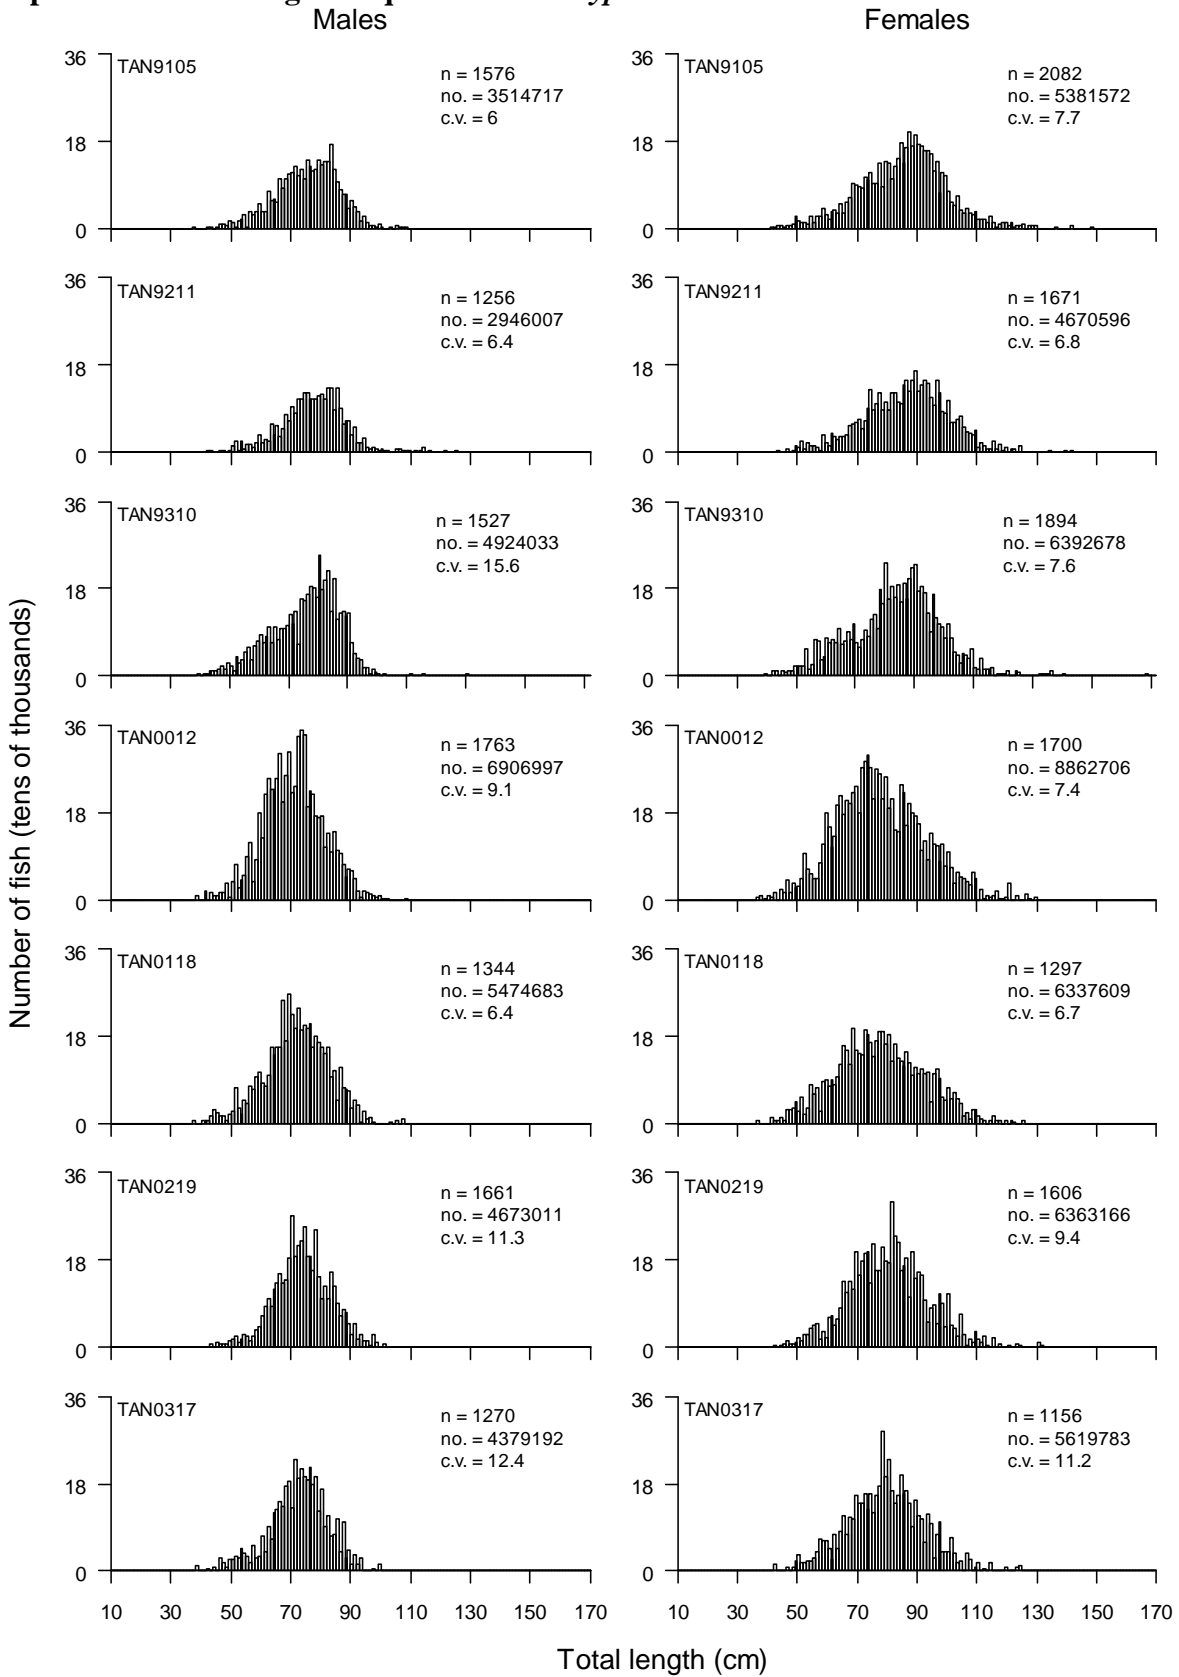 Males Females
36
18
0
TAN9105
n = 1576
no. = 3514717
c.v. = 6
36
18
0
TAN9105
n = 2082
no. = 5381572
c.v. = 7.7
36
18
0
TAN9211
n = 1256
no. = 2946007
c.v. = 6.4
36
18
0
TAN9211
n = 1671
no. = 4670596
c.v. = 6.8
36
18
0
TAN9310
n = 1527
no. = 4924033
c.v. = 15.6
36
18
0
TAN9310
n = 1894
no. = 6392678
c.v. = 7.6
36
18
0
TAN0012
n = 1763
no. = 6906997
c.v. = 9.1
36
18
0
TAN0012
n = 1700
no. = 8862706
c.v. = 7.4
36
18
0
TAN0118
n = 1344
no. = 5474683
c.v. = 6.4
36
18
0
TAN0118
n = 1297
no. = 6337609
c.v. = 6.7
36
18
0
TAN0219
n = 1661
no. = 4673011
c.v. = 11.3
36
18
0
TAN0219
n = 1606
no. = 6363166
c.v. = 9.4
36
18
0
TAN0317
n = 1270
no. = 4379192
c.v. = 12.4
36
18
0
TAN0317
n = 1156
no. = 5619783
c.v. = 11.2
10 30 50 70 90 110 130 150 170
10 30 50 70 90 110 130 150 170
Number of fish (tens of thousands)
Total length (cm)